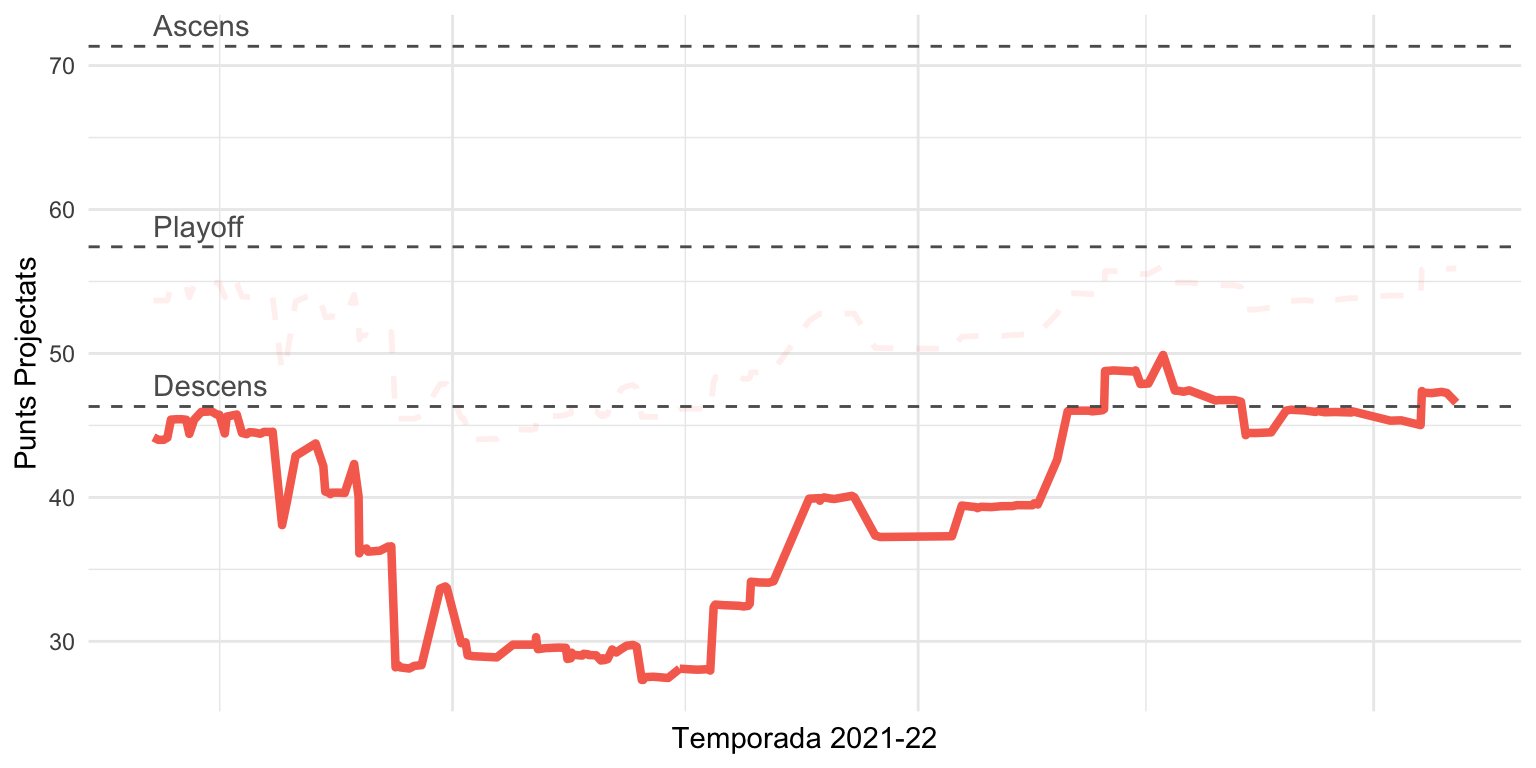 Ascens
70
60
Playoff
50
Descens
40
30
Punts Projectats
Temporada 2021-22